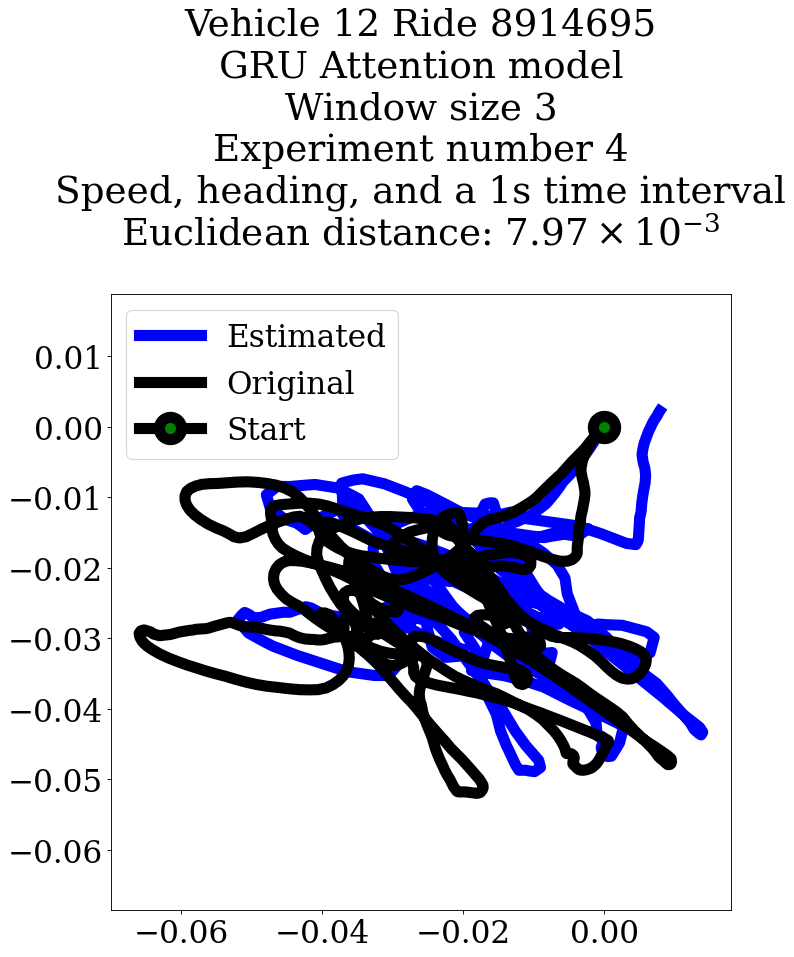 Vehicle 12 Ride 8914695
GRU Attention model
Window size 3
Experiment number 4
Speed, heading, and a 1s time interval
Euclidean distance: 7.97 × 10⁻³
Estimated
Original
Start
0.01
0.00
−0.01
−0.02
−0.03
−0.04
−0.05
−0.06
−0.06 −0.04 −0.02 0.00